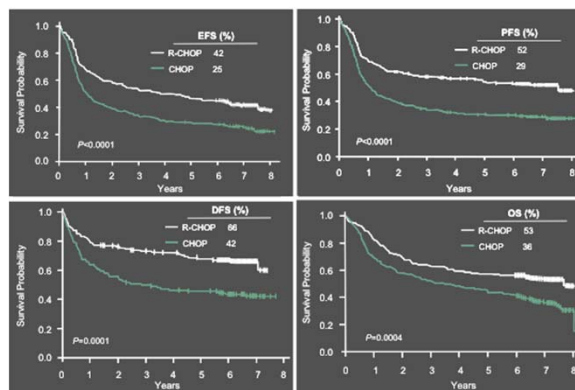 EFS (%)
R-CHOP 42
CHOP 25
Survival Probability
1.0
0.8
0.6
0.4
0.2
0.0
P<0.0001
0 1 2 3 4 5 6 7 8
Years
PFS (%)
R-CHOP 52
CHOP 29
Survival Probability
1.0
0.8
0.6
0.4
0.2
0.0
P<0.0001
0 1 2 3 4 5 6 7 8
Years
DFS (%)
R-CHOP 66
CHOP 42
Survival Probability
1.0
0.8
0.6
0.4
0.2
0.0
P=0.0001
0 1 2 3 4 5 6 7 8
Years
OS (%)
R-CHOP 53
CHOP 36
Survival Probability
1.0
0.8
0.6
0.4
0.2
0.0
P=0.0004
0 1 2 3 4 5 6 7 8
Years